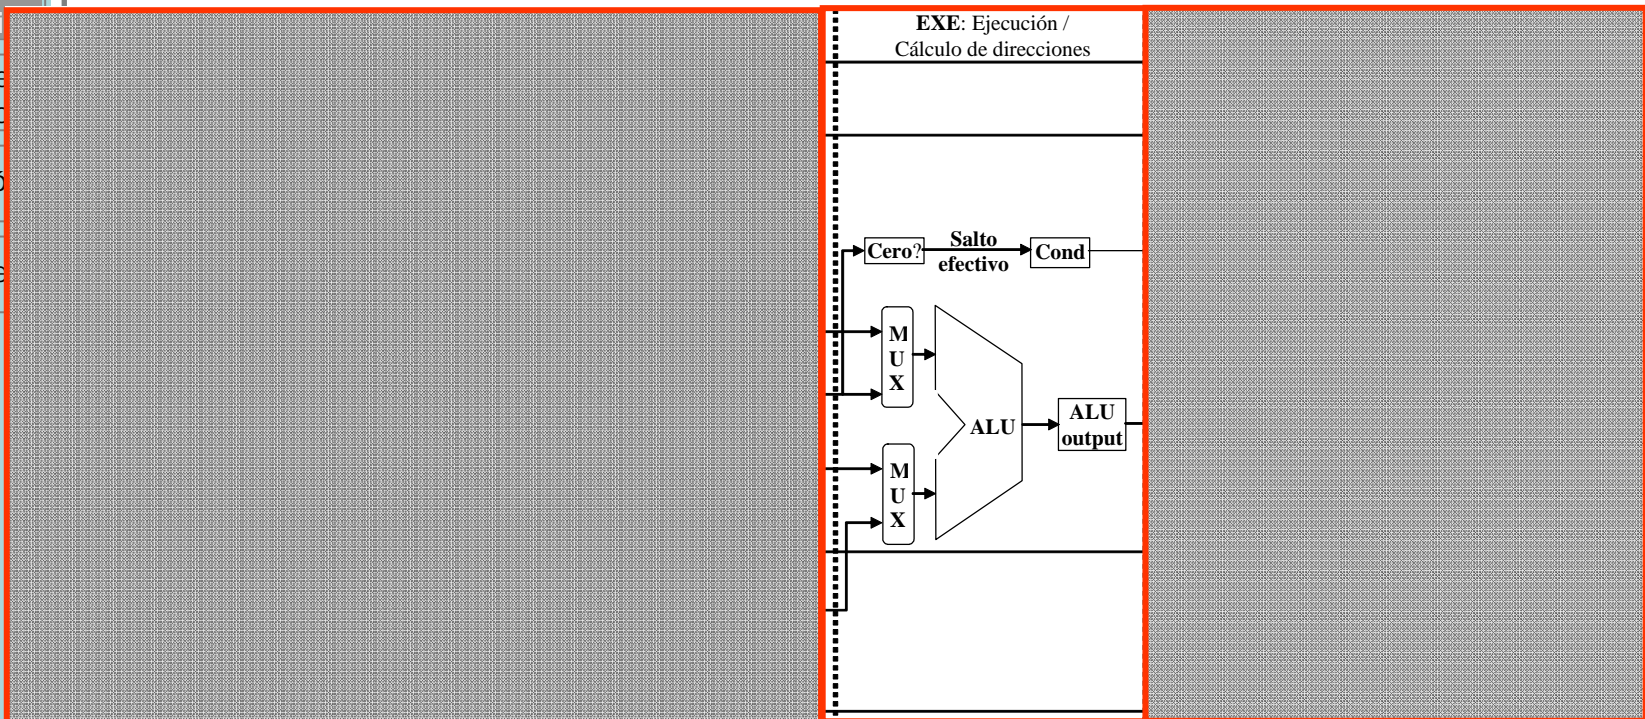 EXE: Ejecución /
Cálculo de direcciones
Cero?
Salto
efectivo
Cond
M
U
X
ALU
ALU
output
M
U
X